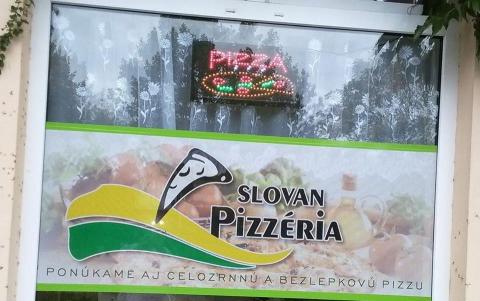 PIZZA
SLOVAN
PIZZÉRIA
PONÚKAME AJ CELOZRNNÚ A BEZLEPKOVÚ PIZZU